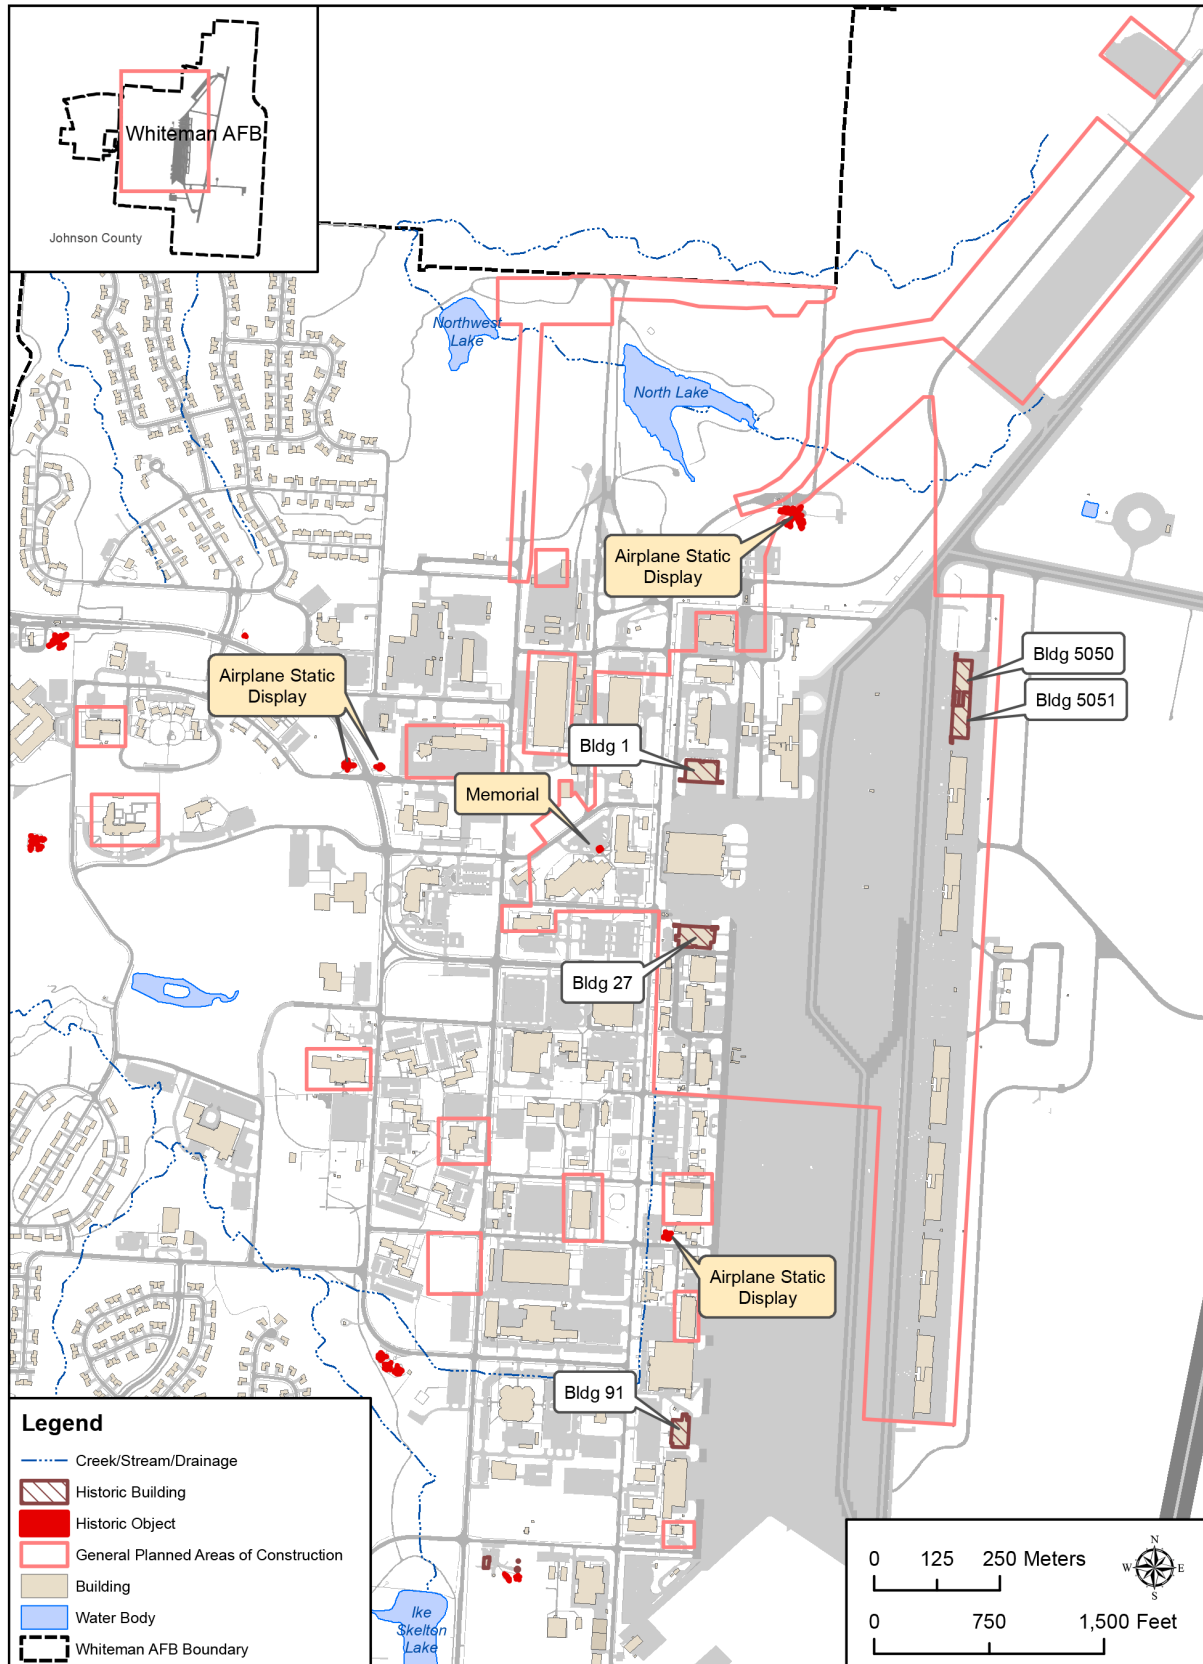 Whiteman AFB
Johnson County
Northwest
Lake
North Lake
Airplane Static
Display
Bldg 5050
Bldg 5051
Airplane Static
Display
Bldg 1
Memorial
Bldg 27
Airplane Static
Display
Bldg 91
Ike
Skelton
Lake
Legend
Creek/Stream/Drainage
Historic Building
Historic Object
General Planned Areas of Construction
Building
Water Body
Whiteman AFB Boundary
0 125 250 Meters
0 750 1,500 Feet
N
W E
S